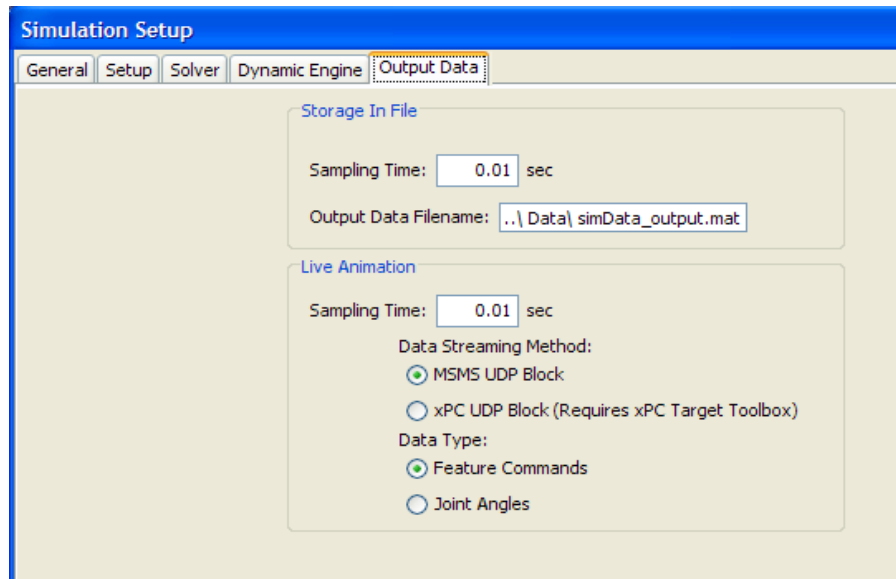 Simulation Setup
General Setup Solver Dynamic Engine Output Data
Storage In File
Sampling Time: 0.01 sec
Output Data Filename: ..\ Data\ simData_output.mat
Live Animation
Sampling Time: 0.01 sec
Data Streaming Method:
MSMS UDP Block
xPC UDP Block (Requires xPC Target Toolbox)
Data Type:
Feature Commands
Joint Angles